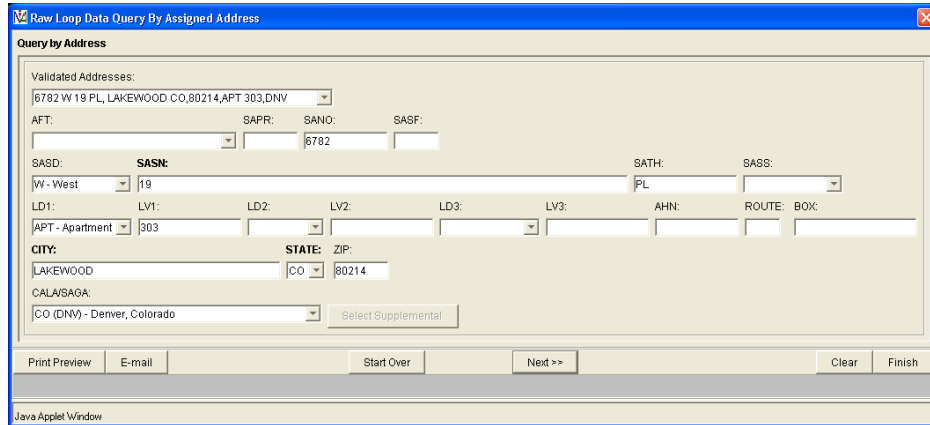 Raw Loop Data Query By Assigned Address
Query by Address
Validated Addresses:
6782 W 19 PL, LAKEWOOD CO,80214,APT 303,DNV
AFT: SAPR: SANO: SASF:
6782
SASD: SASN: SATH: SASS:
W - West 19 PL
LD1: LV1: LD2: LV2: LD3: LV3: AHN: ROUTE: BOX:
APT - Apartment 303
CITY: STATE: ZIP:
LAKEWOOD CO 80214
CALA/SAGA:
CO (DNV) - Denver, Colorado Select Supplemental
Print Preview E-mail Start Over Next >> Clear Finish
Java Applet Window